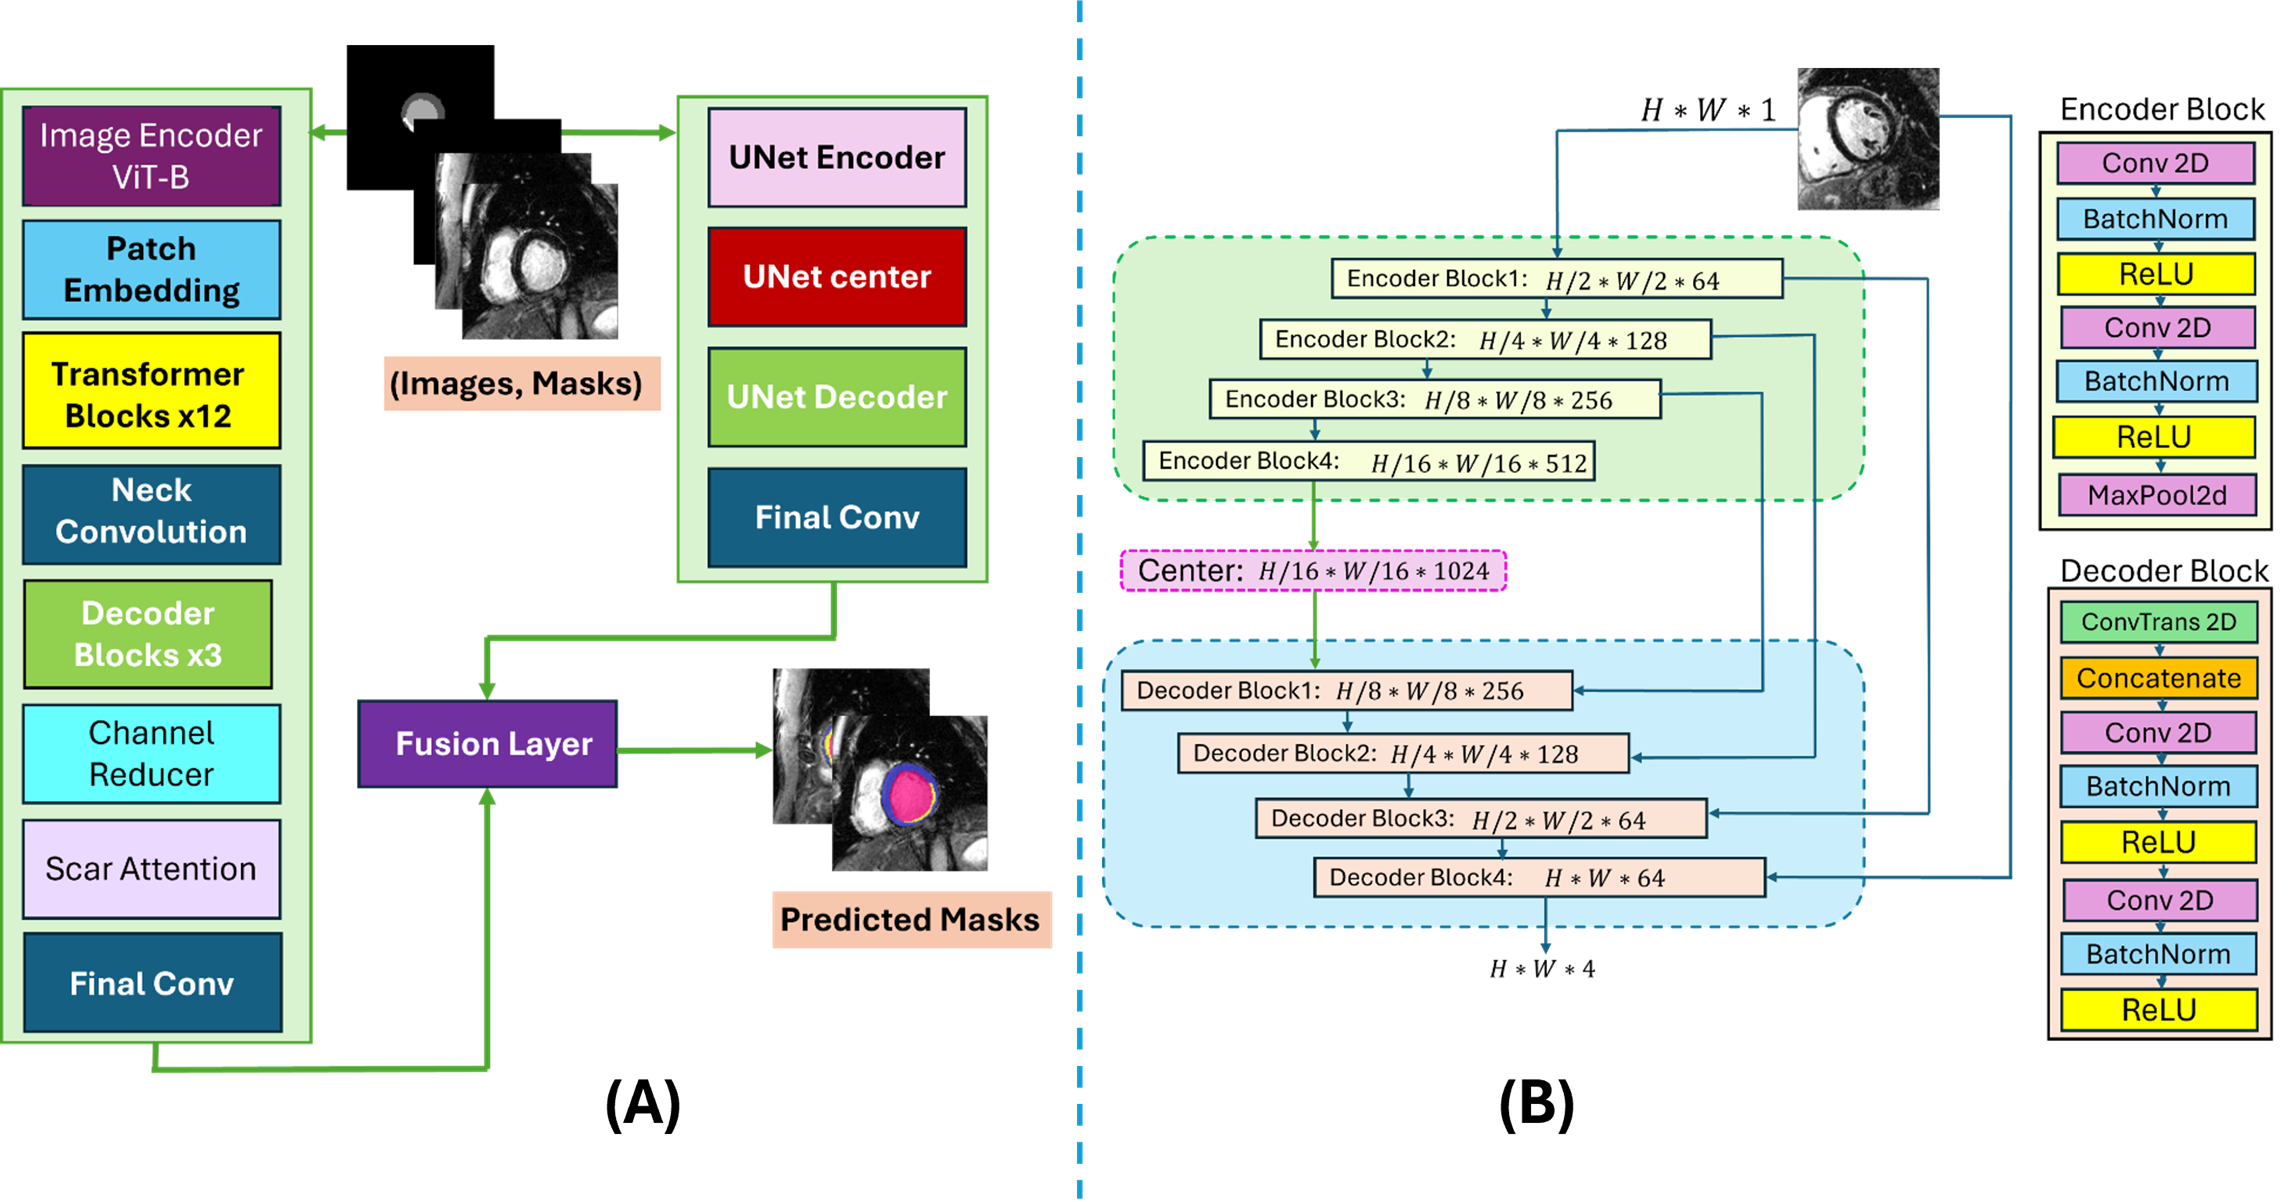 Image Encoder
ViT-B
Patch
Embedding
Transformer
Blocks x12
Neck
Convolution
Decoder
Blocks x3
Channel
Reducer
Scar Attention
Final Conv
(Images, Masks)
UNet Encoder
UNet center
UNet Decoder
Final Conv
Fusion Layer
Predicted Masks
(A)
H * W * 1
Encoder Block1: H/2 * W/2 * 64
Encoder Block2: H/4 * W/4 * 128
Encoder Block3: H/8 * W/8 * 256
Encoder Block4: H/16 * W/16 * 512
Center: H/16 * W/16 * 1024
Decoder Block1: H/8 * W/8 * 256
Decoder Block2: H/4 * W/4 * 128
Decoder Block3: H/2 * W/2 * 64
Decoder Block4: H * W * 64
H * W * 4
(B)
Encoder Block
Conv 2D
BatchNorm
ReLU
Conv 2D
BatchNorm
ReLU
MaxPool2d
Decoder Block
ConvTrans 2D
Concatenate
Conv 2D
BatchNorm
ReLU
Conv 2D
BatchNorm
ReLU